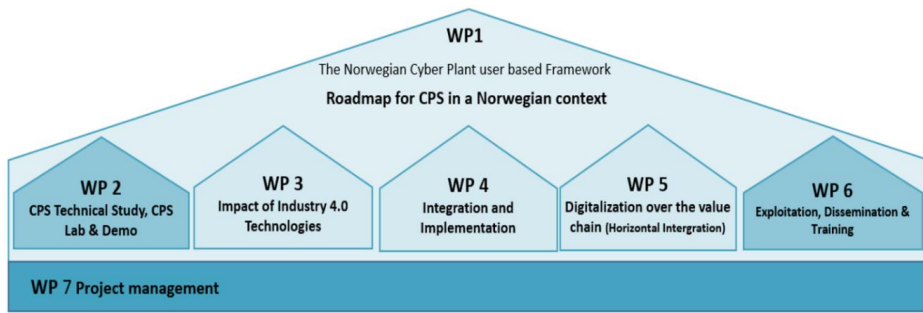 WP1
The Norwegian Cyber Plant user based Framework
Roadmap for CPS in a Norwegian context
WP 2
CPS Technical Study, CPS
Lab & Demo
WP 3
Impact of Industry 4.0
Technologies
WP 4
Integration and
Implementation
WP 5
Digitalization over the value
chain (Horizontal Intergration)
WP 6
Exploitation, Dissemination &
Training
WP 7 Project management